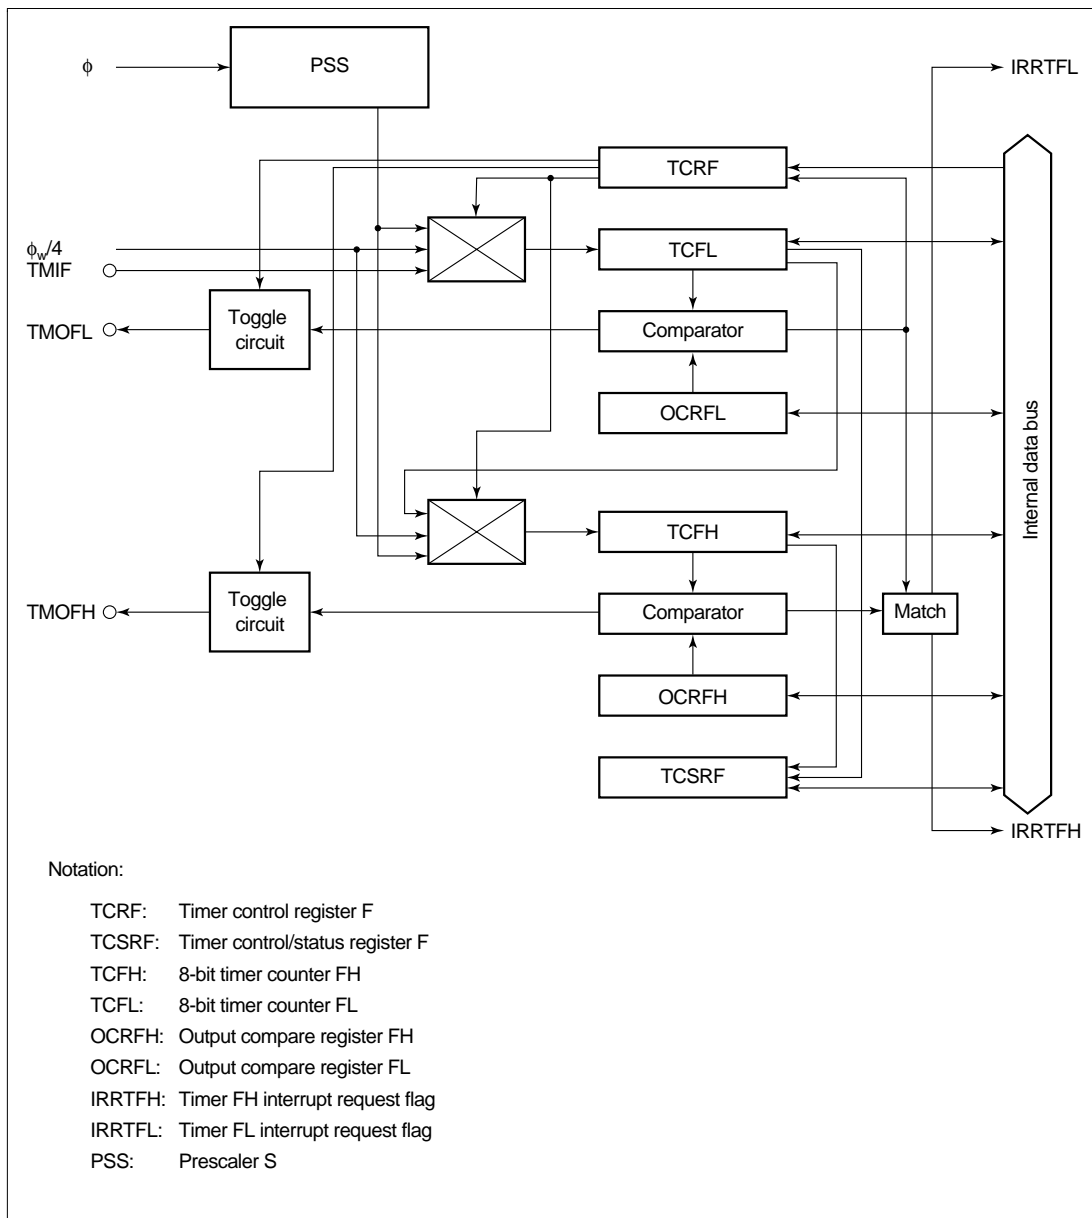 ϕ
PSS
IRRTFL
TCRF
ϕw/4
TMIF
TCFL
TMOFL
Toggle
circuit
Comparator
OCRFL
Internal data bus
TCFH
TMOFH
Toggle
circuit
Comparator
Match
OCRFH
TCSRF
IRRTFH
Notation:
TCRF: Timer control register F
TCSRF: Timer control/status register F
TCFH: 8-bit timer counter FH
TCFL: 8-bit timer counter FL
OCRFH: Output compare register FH
OCRFL: Output compare register FL
IRRTFH: Timer FH interrupt request flag
IRRTFL: Timer FL interrupt request flag
PSS: Prescaler S